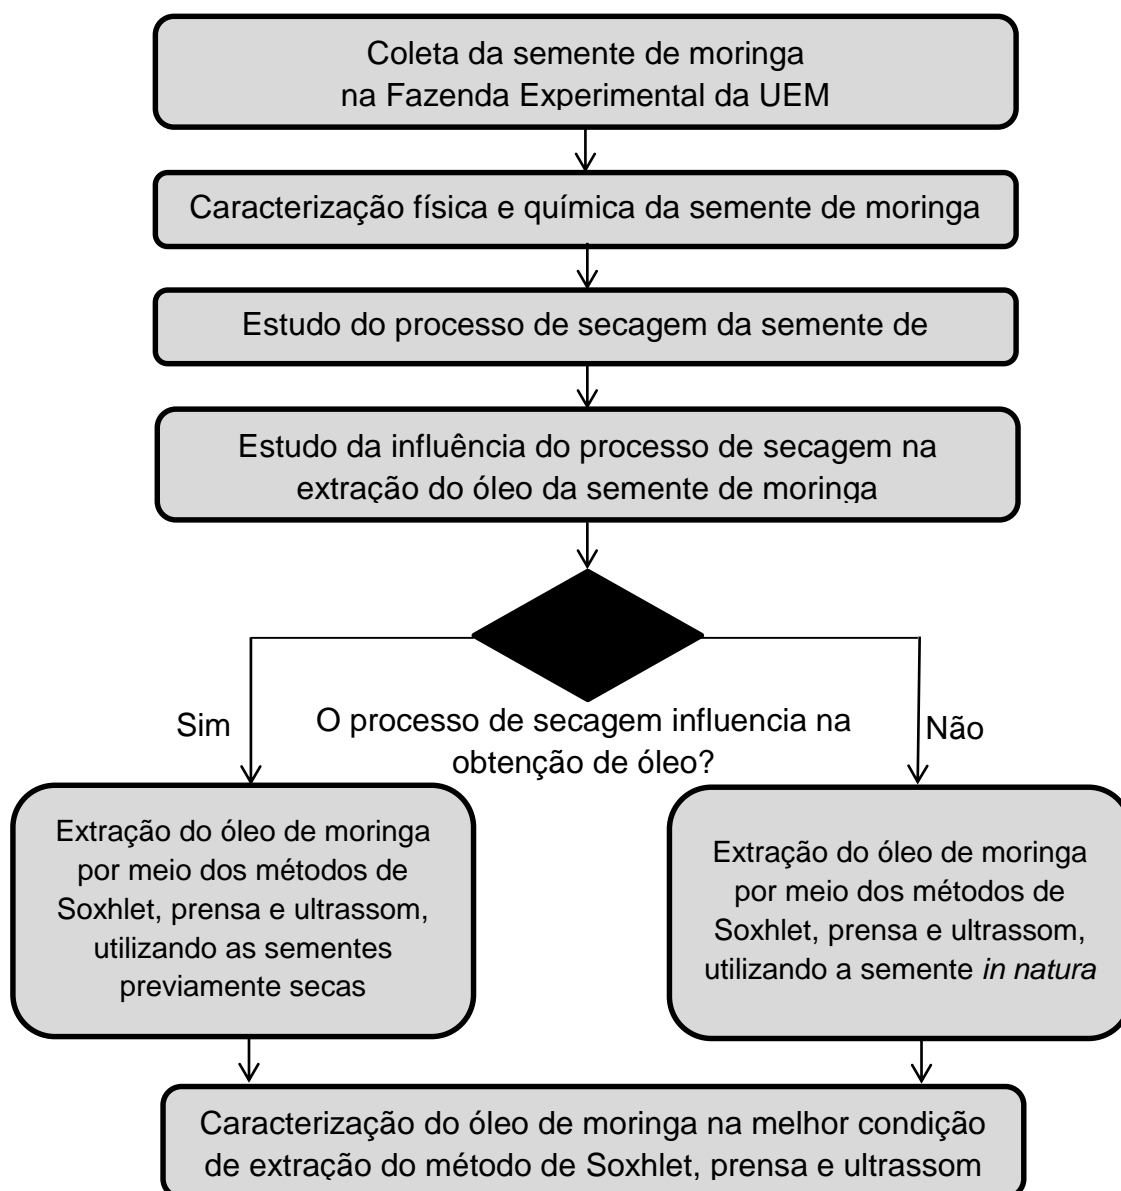 Coleta da semente de moringa
na Fazenda Experimental da UEM
Caracterização física e química da semente de moringa
Estudo do processo de secagem da semente de
Estudo da influência do processo de secagem na
extração do óleo da semente de moringa
Sim
O processo de secagem influencia na
obtenção de óleo?
Não
Extração do óleo de moringa
por meio dos métodos de
Soxhlet, prensa e ultrassom,
utilizando as sementes
previamente secas
Extração do óleo de moringa
por meio dos métodos de
Soxhlet, prensa e ultrassom,
utilizando a semente in natura
Caracterização do óleo de moringa na melhor condição
de extração do método de Soxhlet, prensa e ultrassom